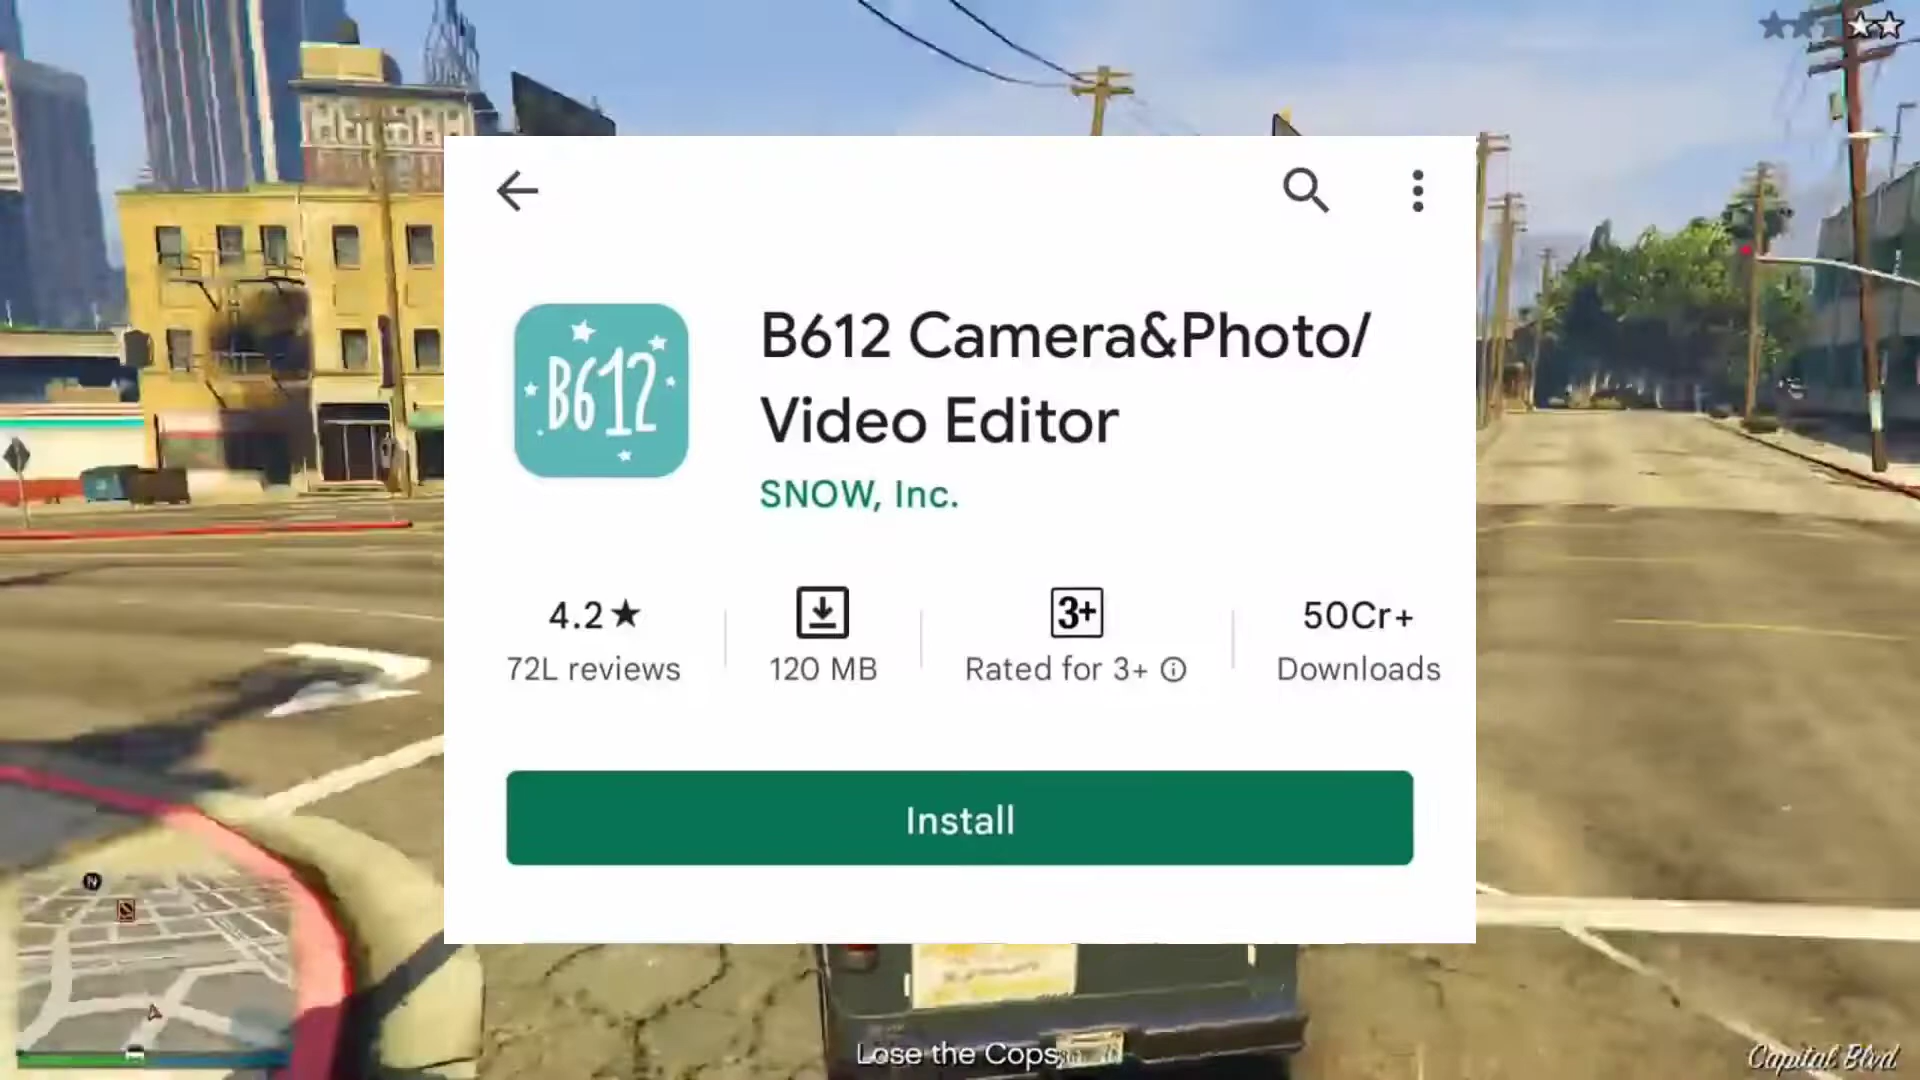 B612
B612 Camera&Photo/
Video Editor
SNOW, Inc.
4.2★
72L reviews
120 MB
3+
Rated for 3+
50Cr+
Downloads
Install
N
Lose the Cops.
Capital Blvd